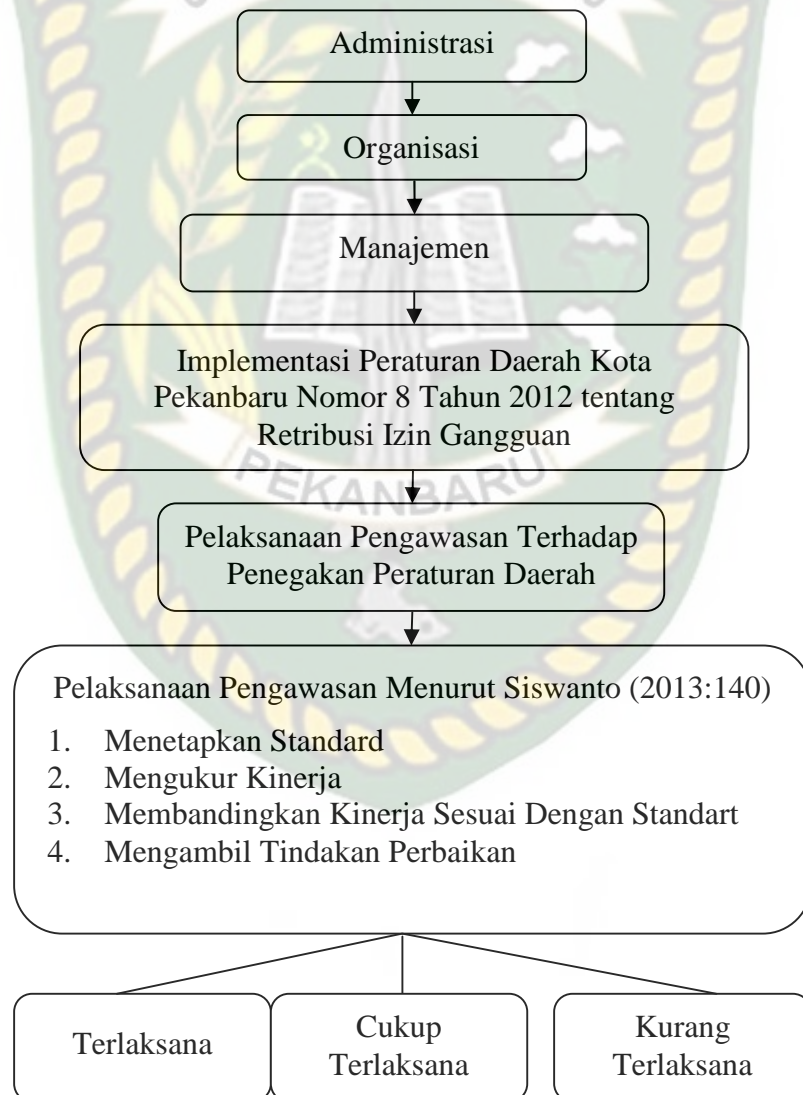 Administrasi
Organisasi
Manajemen
Implementasi Peraturan Daerah Kota
Pekanbaru Nomor 8 Tahun 2012 tentang
Retribusi Izin Gangguan
PEKANBARU
Pelaksanaan Pengawasan Terhadap
Penegakan Peraturan Daerah
Pelaksanaan Pengawasan Menurut Siswanto (2013:140)
1. Menetapkan Standard
2. Mengukur Kinerja
3. Membandingkan Kinerja Sesuai Dengan Standart
4. Mengambil Tindakan Perbaikan
Terlaksana
Cukup
Terlaksana
Kurang
Terlaksana